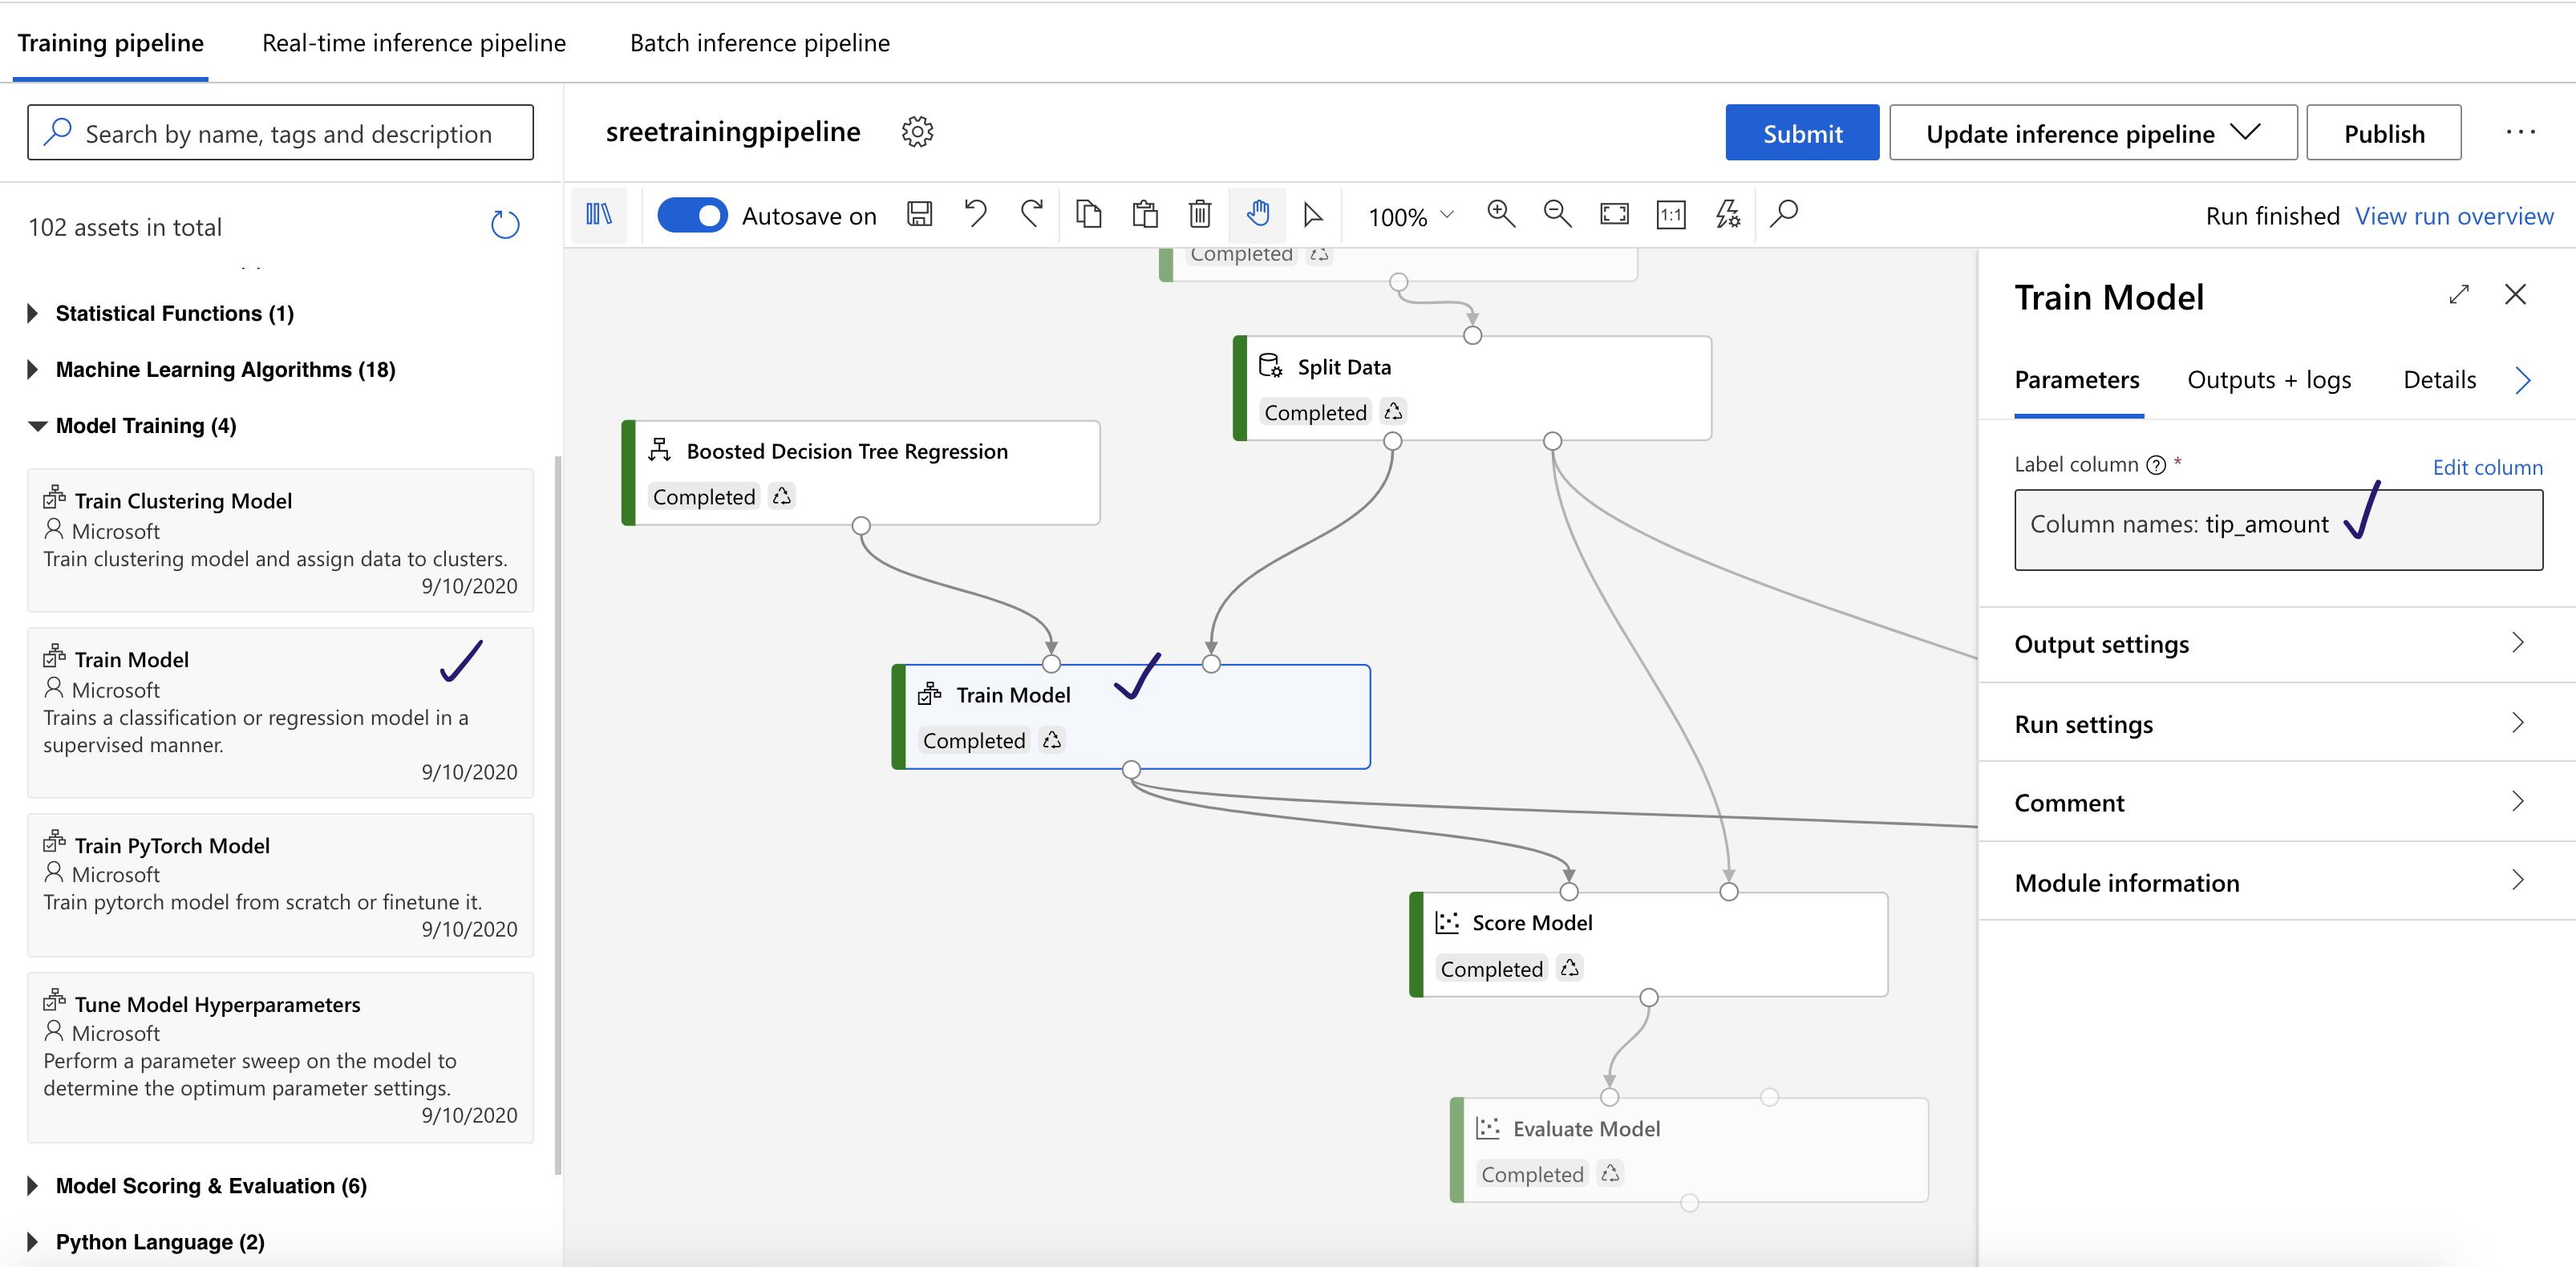 Training pipeline
Real-time inference pipeline
Batch inference pipeline
Search by name, tags and description
sreetrainingpipeline
Submit
Update inference pipeline
Publish
102 assets in total
Autosave on
100%
1:1
Run finished
View run overview
Statistical Functions (1)
Machine Learning Algorithms (18)
Model Training (4)
Train Clustering Model
Microsoft
Train clustering model and assign data to clusters.
9/10/2020
Train Model
Microsoft
Trains a classification or regression model in a
supervised manner.
9/10/2020
Train PyTorch Model
Microsoft
Train pytorch model from scratch or finetune it.
9/10/2020
Tune Model Hyperparameters
Microsoft
Perform a parameter sweep on the model to
determine the optimum parameter settings.
9/10/2020
Model Scoring & Evaluation (6)
Python Language (2)
Completed
Split Data
Completed
Boosted Decision Tree Regression
Completed
Train Model
Completed
Score Model
Completed
Evaluate Model
Completed
Train Model
Parameters
Outputs + logs
Details
Label column ? *
Edit column
Column names: tip_amount
Output settings
Run settings
Comment
Module information